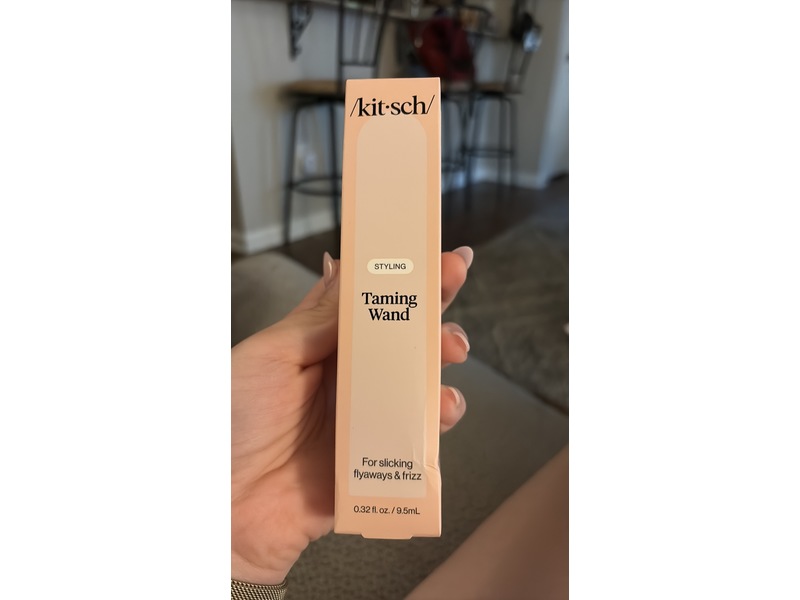 /kit·sch/
STYLING
Taming
Wand
For slicking
flyaways & frizz
0.32 fl. oz. / 9.5mL